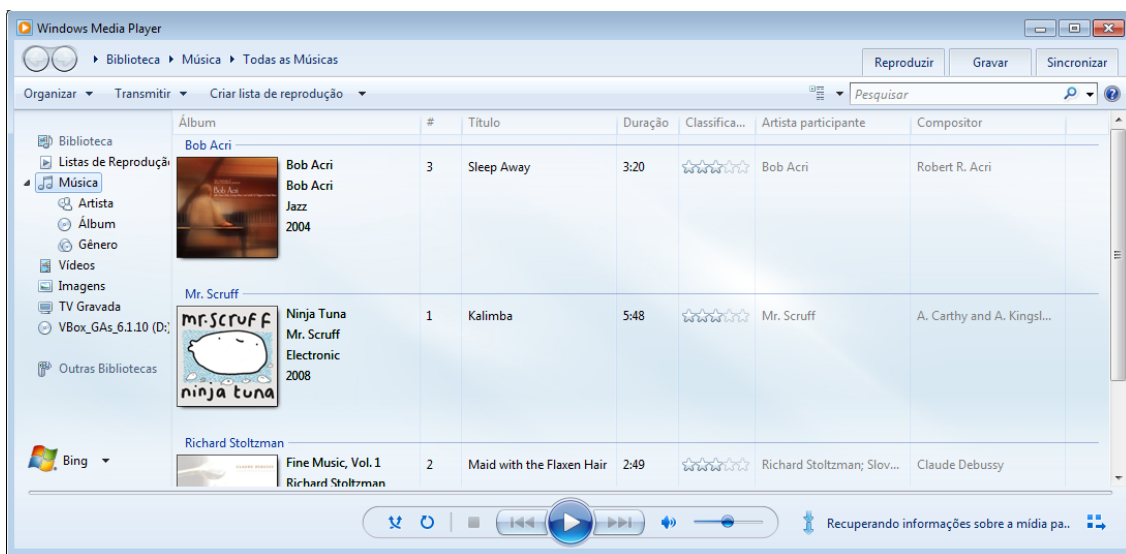 Windows Media Player
Biblioteca Música Todas as Músicas
Reproduzir Gravar Sincronizar
Organizar Transmitir Criar lista de reprodução
Pesquisar
Biblioteca
Listas de Reproduçã
Música
Artista
Álbum
Gênero
Vídeos
Imagens
TV Gravada
VBox_GAs_6.1.10 (D:)
Outras Bibliotecas
Bing
Álbum # Título Duração Classifica... Artista participante Compositor
Bob Acri
Bob Acri 3 Sleep Away 3:20 Bob Acri Robert R. Acri
Bob Acri
Jazz
2004
Bob Acri
Mr. Scruff
Ninja Tuna 1 Kalimba 5:48 Mr. Scruff A. Carthy and A. Kingsl...
Mr. Scruff
Electronic
2008
mr.scruff
ninja tuna
Richard Stoltzman
Fine Music, Vol. 1 2 Maid with the Flaxen Hair 2:49 Richard Stoltzman; Slov... Claude Debussy
Richard Stoltzman
Recuperando informações sobre a mídia pa..